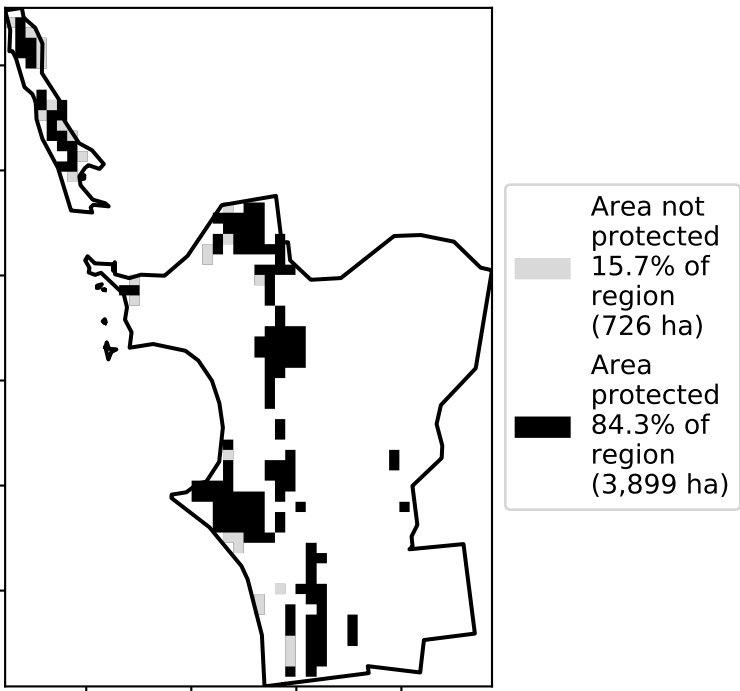 Area not
protected
15.7% of
region
(726 ha)
Area
protected
84.3% of
region
(3,899 ha)